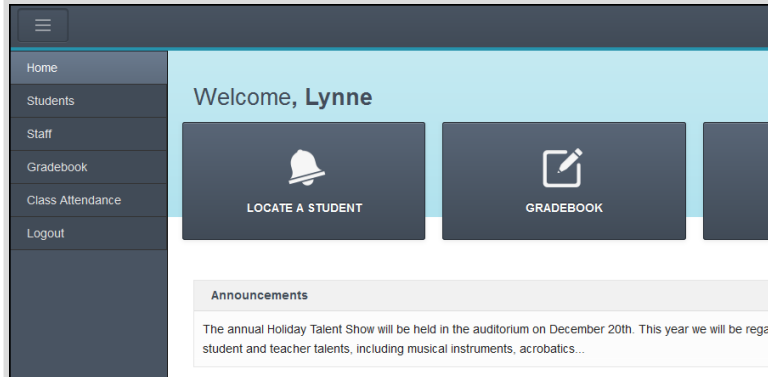 Home
Students
Staff
Gradebook
Class Attendance
Logout
Welcome, Lynne
LOCATE A STUDENT
GRADEBOOK
Announcements
The annual Holiday Talent Show will be held in the auditorium on December 20th. This year we will be
student and teacher talents, including musical instruments, acrobatics...